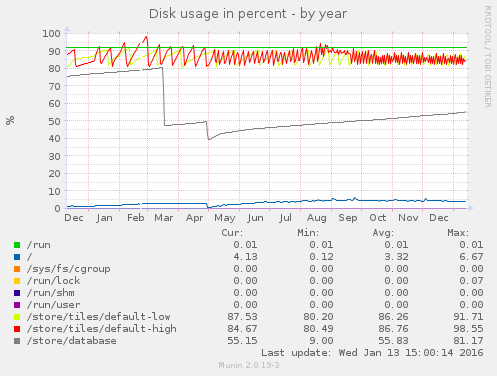 Disk usage in percent - by year
RRDTOOL / TOBI OETIKER
%
100
90
80
70
60
50
40
30
20
10
0
Dec Jan Feb Mar Apr May Jun Jul Aug Sep Oct Nov Dec
Cur: Min: Avg: Max:
/run 0.01 0.01 0.01 0.01
/ 4.13 0.12 3.32 6.67
/sys/fs/cgroup 0.00 0.00 0.00 0.00
/run/lock 0.00 0.00 0.00 0.07
/run/shm 0.00 0.00 0.00 0.00
/run/user 0.00 0.00 0.00 0.00
/store/tiles/default-low 87.53 80.20 86.26 91.71
/store/tiles/default-high 84.67 80.49 86.76 98.55
/store/database 55.15 9.00 55.83 81.17
Last update: Wed Jan 13 15:00:14 2016
Munin 2.0.19-3